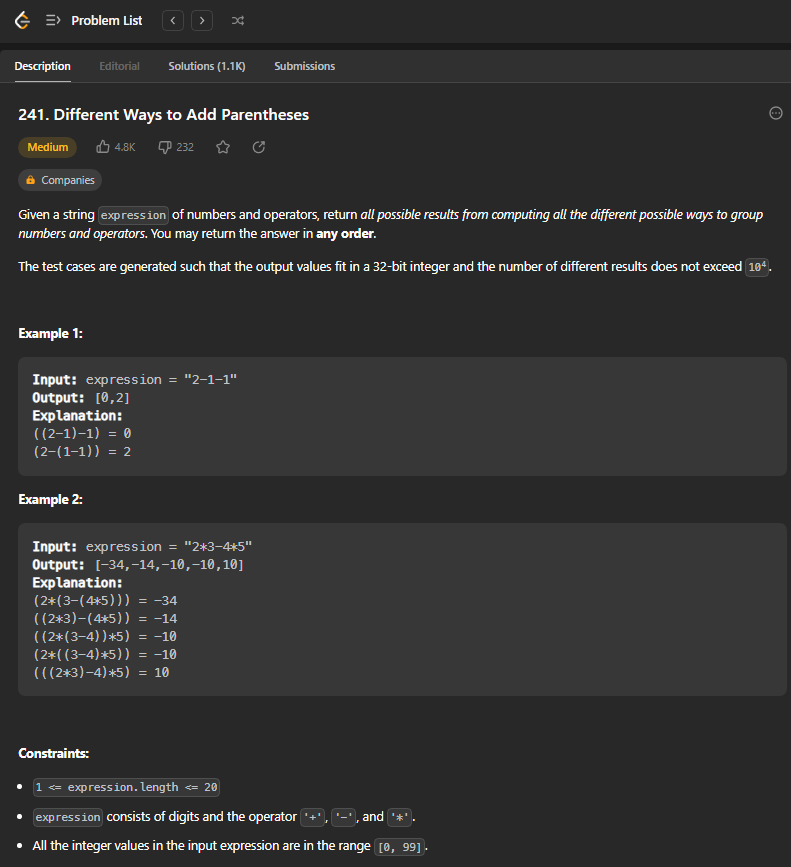 Problem List
Description Editorial Solutions (1.1K) Submissions
241. Different Ways to Add Parentheses
Medium 4.8K 232
Companies
Given a string expression of numbers and operators, return all possible results from computing all the different possible ways to group
numbers and operators. You may return the answer in any order.
The test cases are generated such that the output values fit in a 32-bit integer and the number of different results does not exceed 10⁴.
Example 1:
Input: expression = "2-1-1"
Output: [0,2]
Explanation:
((2-1)-1) = 0
(2-(1-1)) = 2
Example 2:
Input: expression = "2*3-4*5"
Output: [-34,-14,-10,-10,10]
Explanation:
(2*(3-(4*5))) = -34
((2*3)-(4*5)) = -14
((2*(3-4))*5) = -10
(2*((3-4)*5)) = -10
(((2*3)-4)*5) = 10
Constraints:
• 1 <= expression.length <= 20
• expression consists of digits and the operator '+', '-', and '*'.
• All the integer values in the input expression are in the range [0, 99].